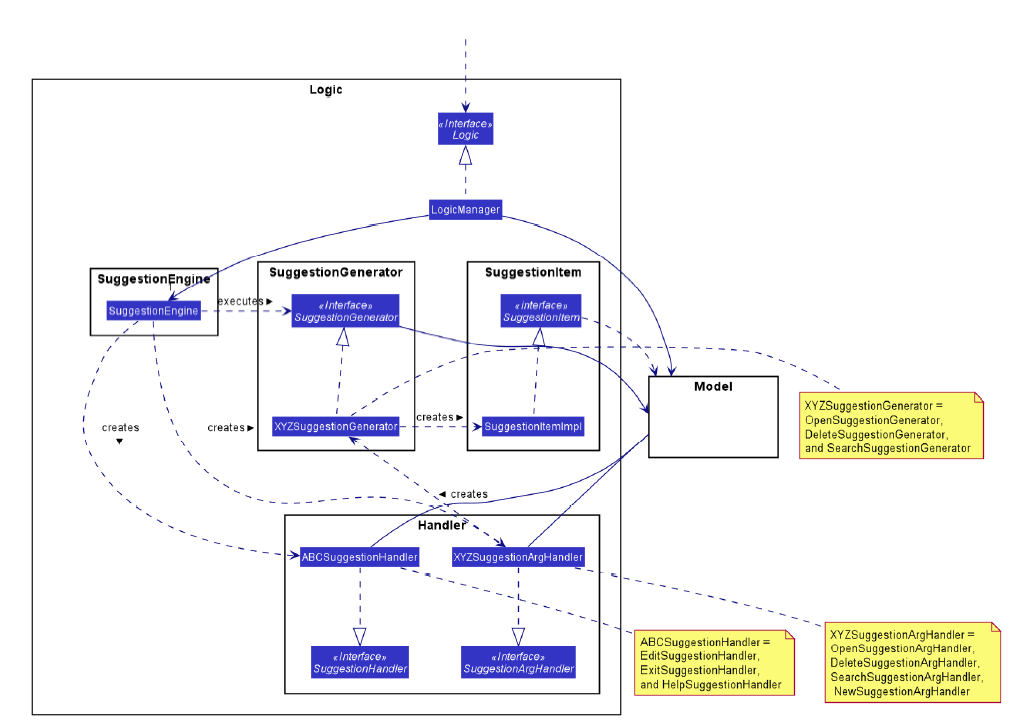 Logic
«Interface»
Logic
LogicManager
SuggestionEngine
SuggestionEngine
executes
SuggestionGenerator
«Interface»
SuggestionGenerator
XYZSuggestionGenerator
SuggestionItem
«Interface»
SuggestionItem
creates
SuggestionItemImpl
Model
XYZSuggestionGenerator =
OpenSuggestionGenerator,
DeleteSuggestionGenerator,
and SearchSuggestionGenerator
creates
creates
creates
Handler
ABCSuggestionHandler
XYZSuggestionArgHandler
«Interface»
SuggestionHandler
«Interface»
SuggestionArgHandler
ABCSuggestionHandler =
EditSuggestionHandler,
ExitSuggestionHandler,
and HelpSuggestionHandler
XYZSuggestionArgHandler =
OpenSuggestionArgHandler,
DeleteSuggestionArgHandler,
SearchSuggestionArgHandler,
NewSuggestionArgHandler